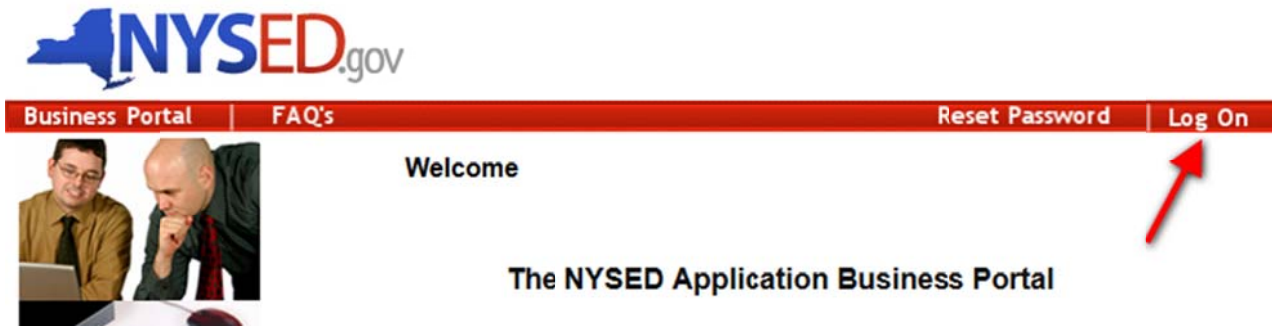 NYSED.gov
Business Portal | FAQ's Reset Password | Log On
Welcome
The NYSED Application Business Portal